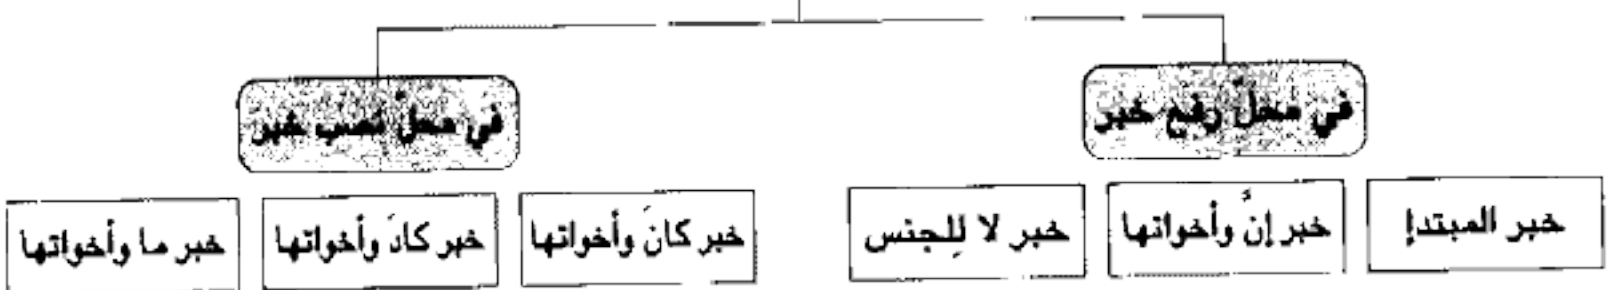 في محلّ رفع خبر
في محلّ نصب خبر
خبر المبتدإ
خبر إنَّ وأخواتها
خبر لا لِلجنس
خبر كانَ وأخواتها
خبر كادَ وأخواتها
خبر ما وأخواتها